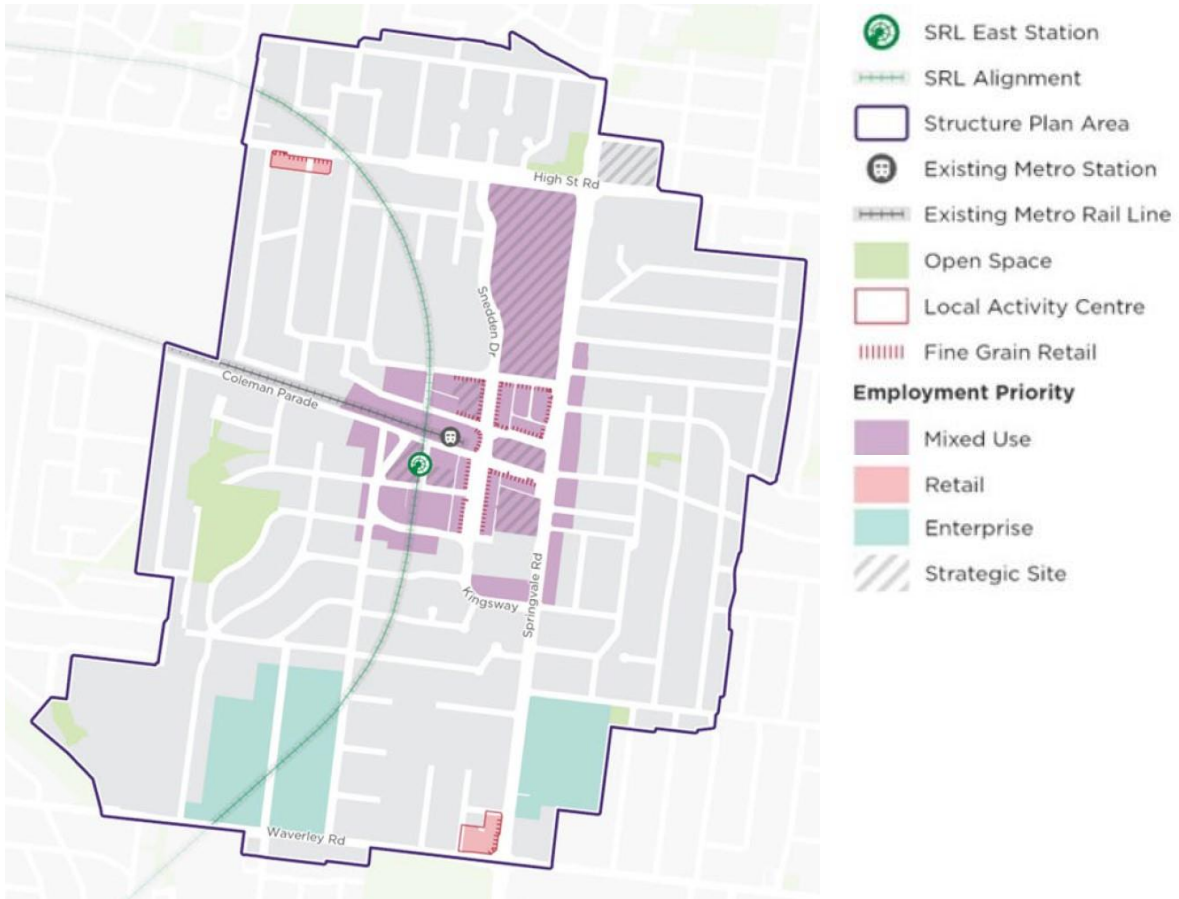 High St Rd
Snedden Dr
Coleman Parade
Kingsway
Springvale Rd
Waverley Rd
SRL East Station
SRL Alignment
Structure Plan Area
Existing Metro Station
Existing Metro Rail Line
Open Space
Local Activity Centre
Fine Grain Retail
Employment Priority
Mixed Use
Retail
Enterprise
Strategic Site